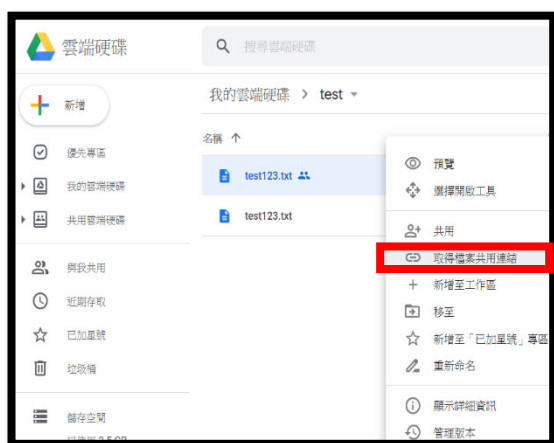 雲端硬碟
搜尋雲端硬碟
新增
我的雲端硬碟 > test
名稱
優先專區
我的雲端硬碟
共用雲端硬碟
與我共用
近期存取
已加星號
垃圾桶
儲存空間
test123.txt
test123.txt
預覽
選擇開啟工具
共用
取得檔案共用連結
新增至工作區
移至
新增至「已加星號」專區
重新命名
顯示詳細資訊
管理版本